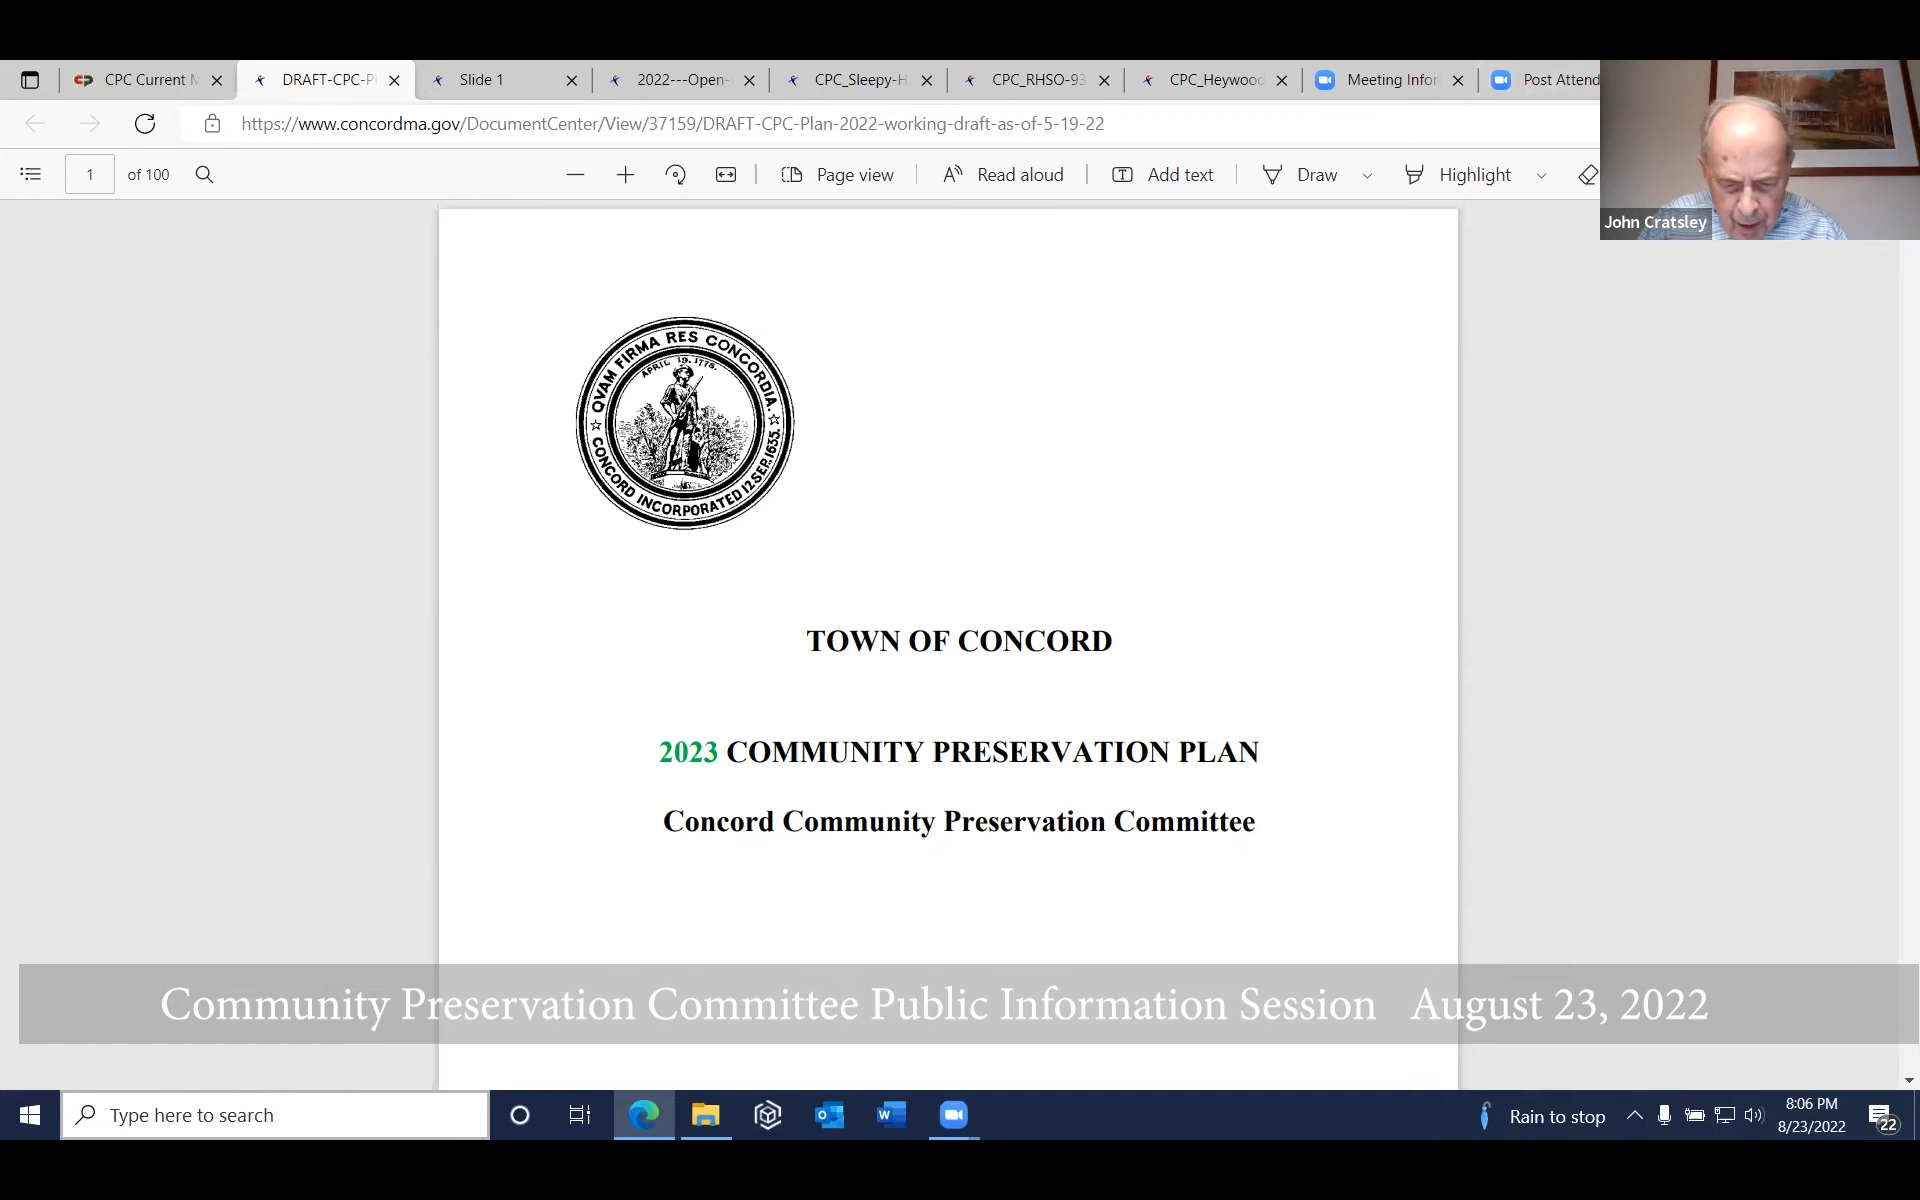 CPC Current M
DRAFT-CPC-P
Slide 1
2022---Open-
CPC_Sleepy-H
CPC_RHSO-93
CPC_Heywood
Meeting Infor
Post Attend
https://www.concordma.gov/DocumentCenter/View/37159/DRAFT-CPC-Plan-2022-working-draft-as-of-5-19-22
1 of 100
Page view
Read aloud
Add text
Draw
Highlight
John Cratsley
QVAM FIRMA RES CONCORDIA.
APRIL 19. 1775.
CONCORD INCORPORATED 12 SEP. 1635.
TOWN OF CONCORD
2023 COMMUNITY PRESERVATION PLAN
Concord Community Preservation Committee
Community Preservation Committee Public Information Session August 23, 2022
Type here to search
Rain to stop
8:06 PM
8/23/2022
22